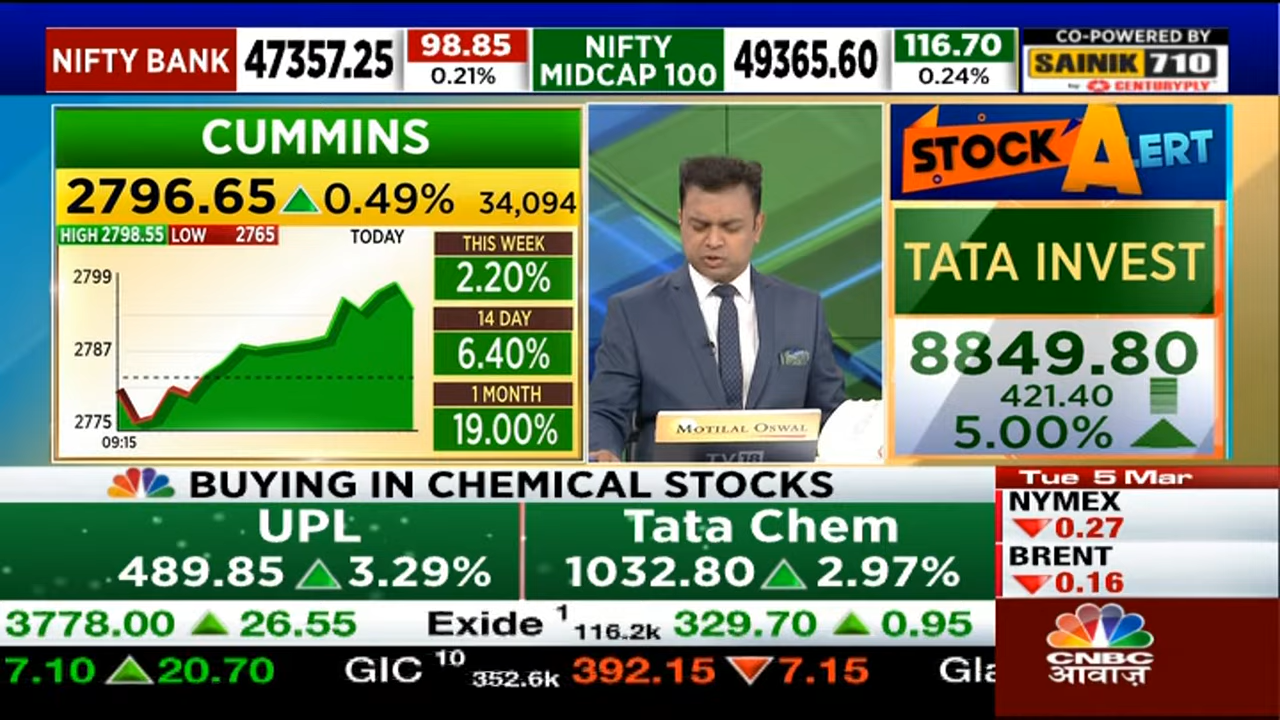 NIFTY BANK 47357.25 98.85 0.21%
NIFTY MIDCAP 100 49365.60 116.70 0.24%
CO-POWERED BY
SAINIK 710
by CENTURYPLY
CUMMINS
2796.65 0.49% 34,094
HIGH 2798.55 LOW 2765 TODAY
2799
2787
2775
09:15
THIS WEEK
2.20%
14 DAY
6.40%
1 MONTH
19.00%
MOTILAL OSWAL
TV18
STOCK ALERT
TATA INVEST
8849.80
421.40
5.00%
BUYING IN CHEMICAL STOCKS
UPL
489.85 3.29%
Tata Chem
1032.80 2.97%
Tue 5 Mar
NYMEX
0.27
BRENT
0.16
3778.00 26.55 Exide 1 116.2k 329.70 0.95
7.10 20.70 GIC 10 352.6k 392.15 7.15 Gla
CNBC
आवाज़